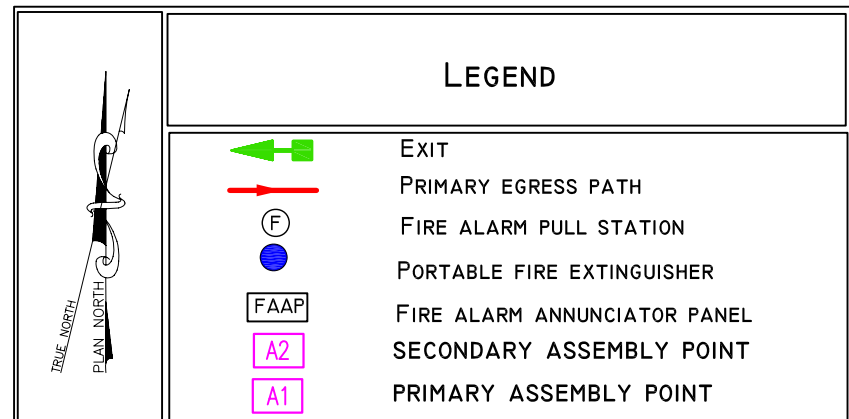 LEGEND
TRUE NORTH
PLAN NORTH
EXIT
PRIMARY EGRESS PATH
F FIRE ALARM PULL STATION
PORTABLE FIRE EXTINGUISHER
FAAP FIRE ALARM ANNUNCIATOR PANEL
A2 SECONDARY ASSEMBLY POINT
A1 PRIMARY ASSEMBLY POINT